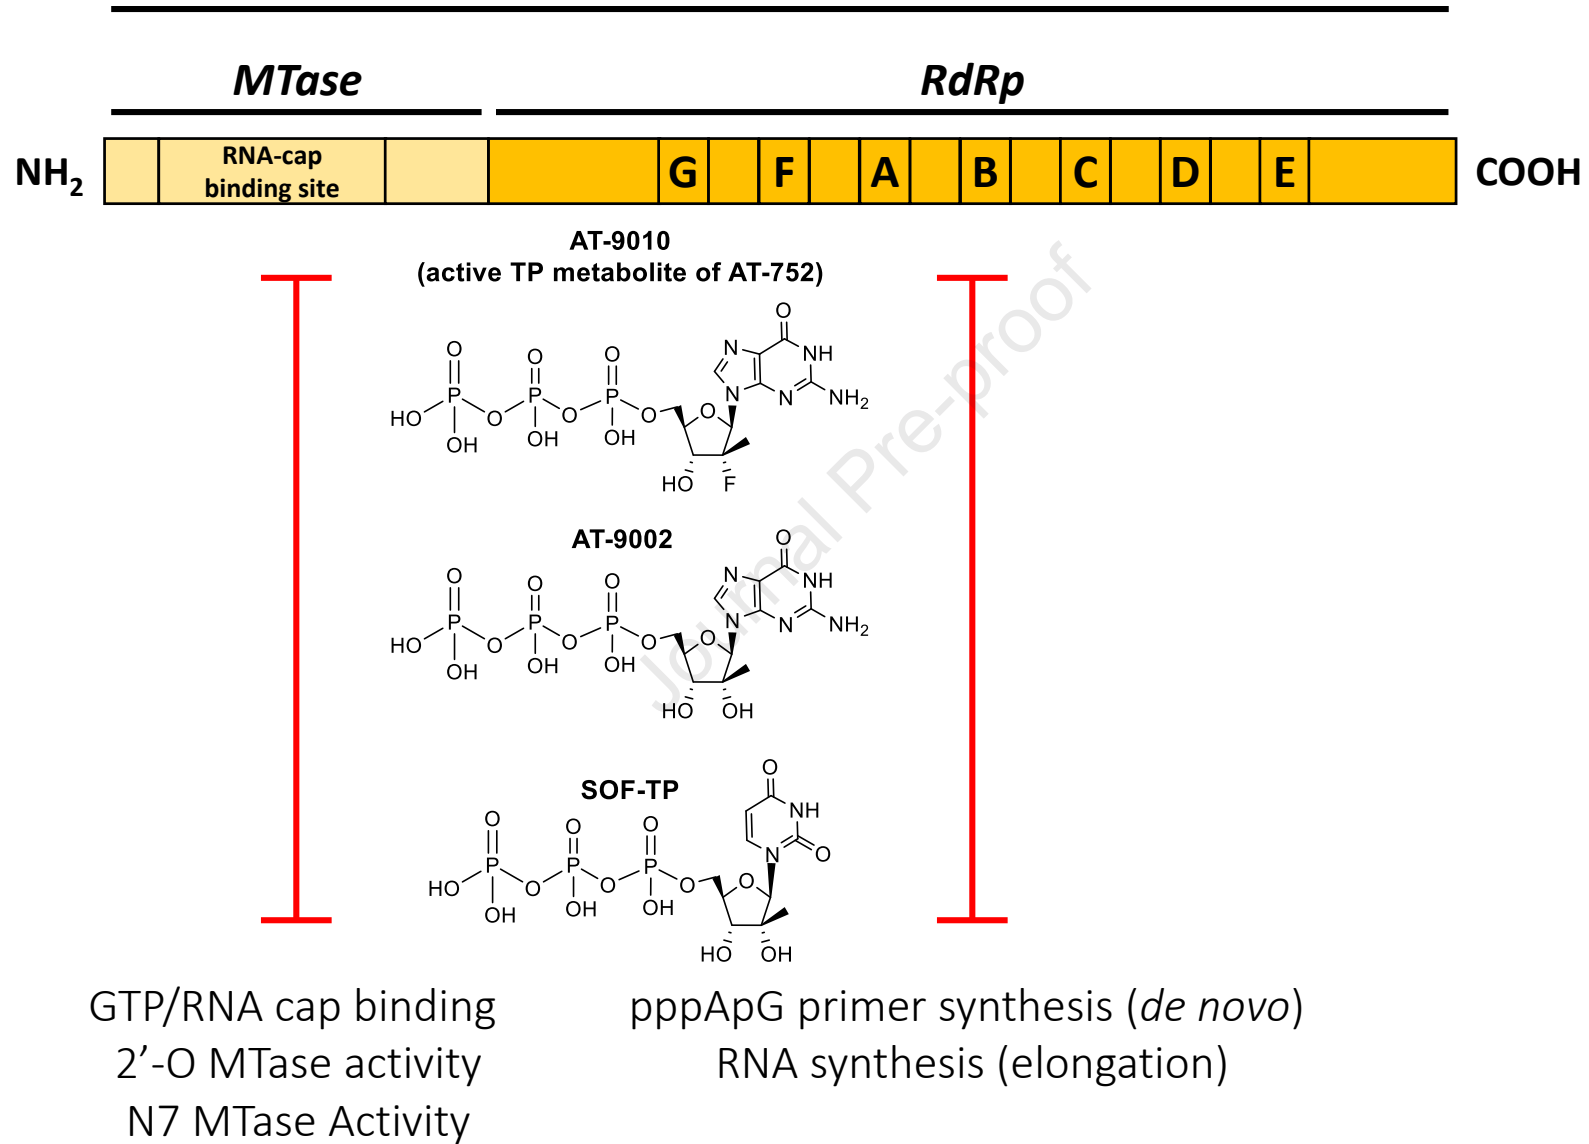 MTase
RdRp
NH2
RNA-cap
binding site
G F A B C D E
COOH
AT-9010
(active TP metabolite of AT-752)
O
O O O N NH
HO P O P O P O O N N NH2
OH OH OH
HO F
AT-9002
O
O O O N NH
HO P O P O P O O N N NH2
OH OH OH
HO OH
SOF-TP
O
O O O NH
HO P O P O P O O N O
OH OH OH
HO OH
Journal Pre-proof
GTP/RNA cap binding
2’-O MTase activity
N7 MTase Activity
pppApG primer synthesis (de novo)
RNA synthesis (elongation)